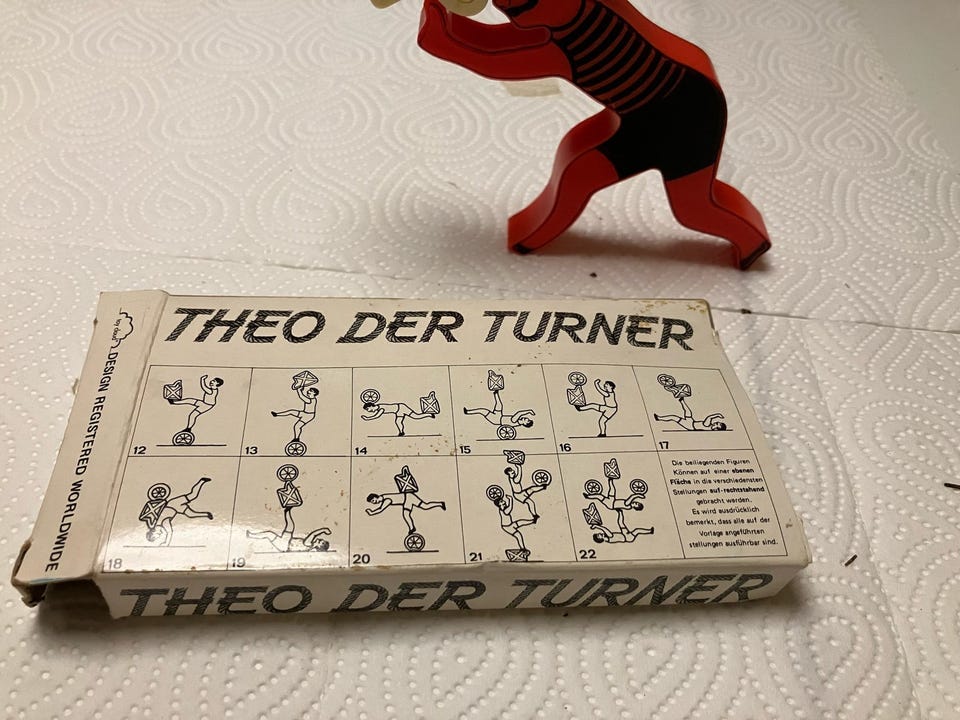 THEO DER TURNER
12 13 14 15 16 17
Die beiliegenden Figuren
Können auf einer ebenen
Fläche in die verschiedensten
Stellungen auf-rechtstehend
gebracht werden.
Es wird ausdrücklich
bemerkt, dass alle auf der
Vorlage angeführten
stellungen ausführbar sind.
18 19 20 21 22
THEO DER TURNER
DESIGN REGISTERED WORLDWIDE